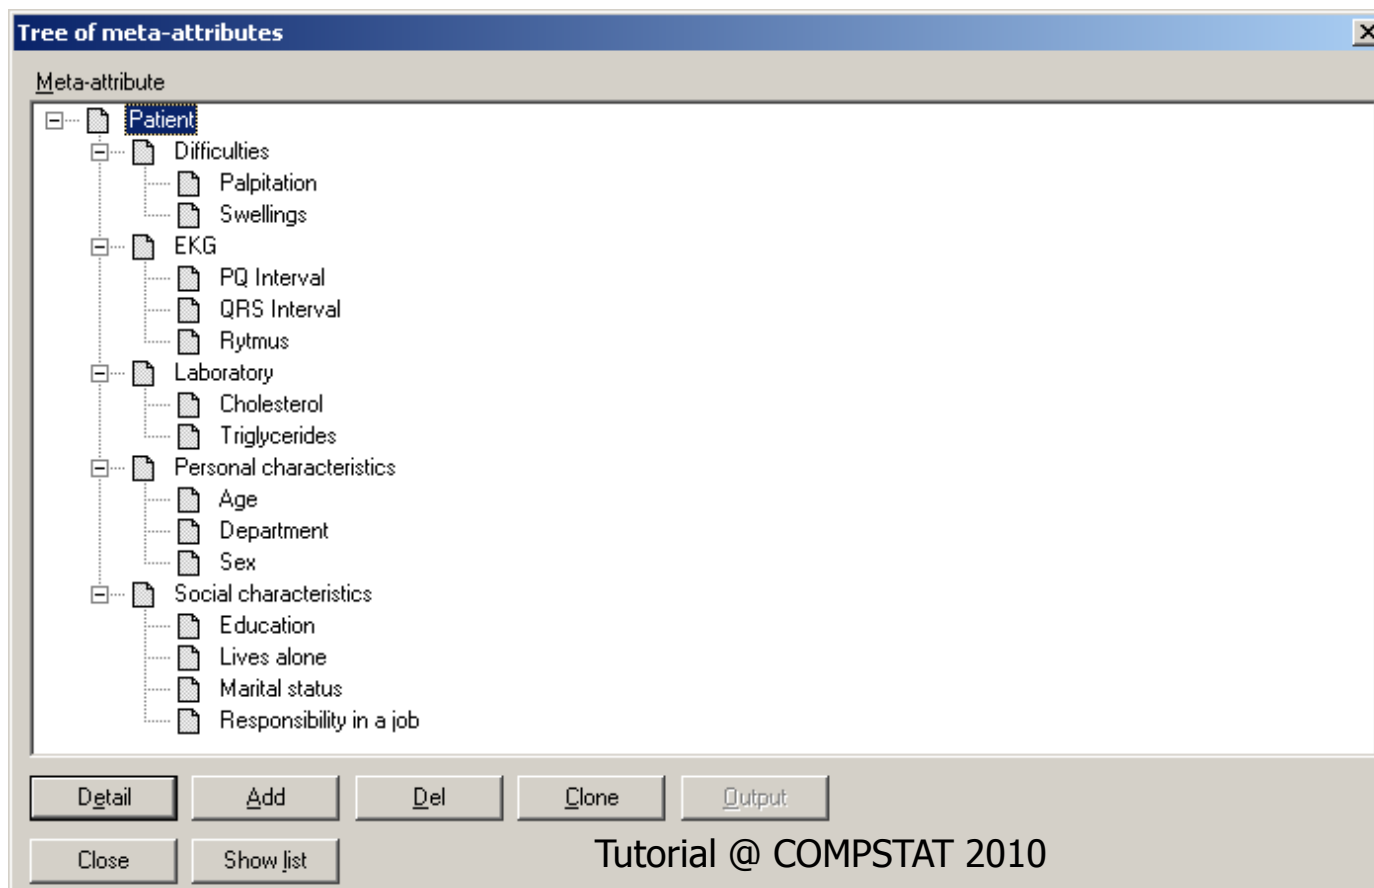 Tree of meta-attributes
Meta-attribute
Patient
Difficulties
Palpitation
Swellings
EKG
PQ Interval
QRS Interval
Rytmus
Laboratory
Cholesterol
Triglycerides
Personal characteristics
Age
Department
Sex
Social characteristics
Education
Lives alone
Marital status
Responsibility in a job
Detail Add Del Clone Output
Close Show list Tutorial @ COMPSTAT 2010